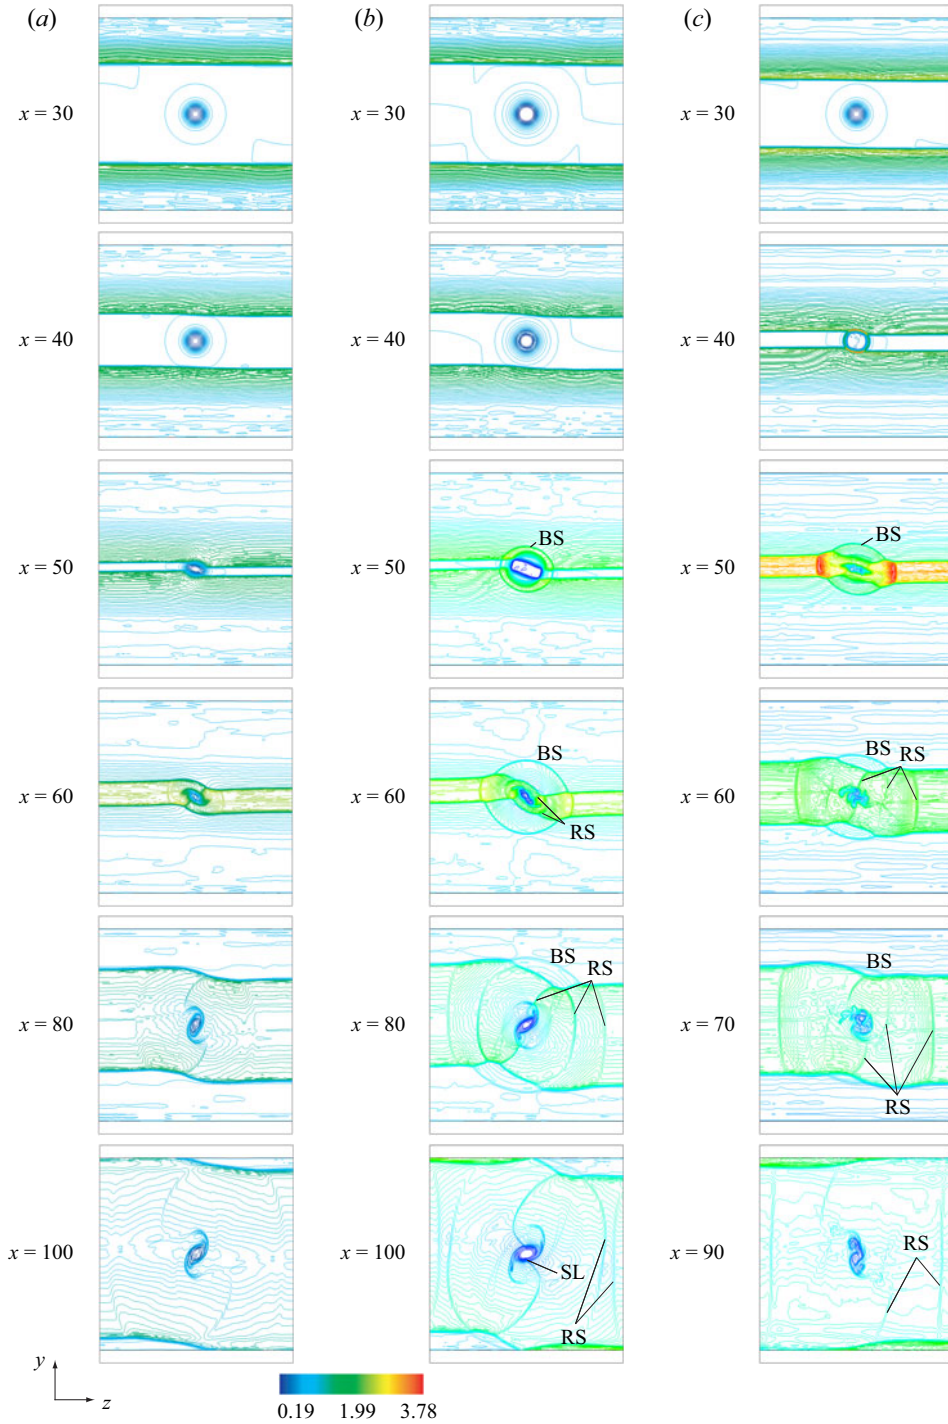 (a) (b) (c)
x = 30 x = 30 x = 30
x = 40 x = 40 x = 40
BS BS
x = 50 x = 50 x = 50
BS BS RS
x = 60 x = 60 x = 60
RS
BS RS BS
x = 80 x = 80 x = 70
RS
x = 100 x = 100 x = 90
RS
SL
RS
y
z
0.19 1.99 3.78